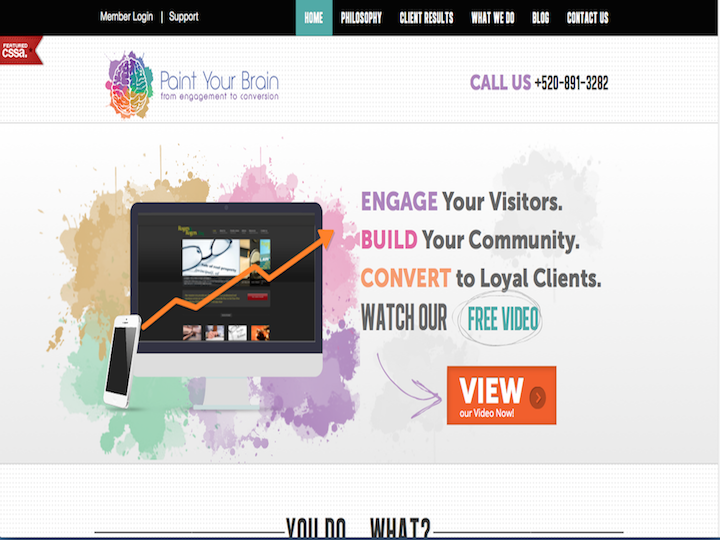 Member Login | Support
HOME PHILOSOPHY CLIENT RESULTS WHAT WE DO BLOG CONTACT US
FEATURED
cssa.
Paint Your Brain
from engagement to conversion
CALL US +520-891-3282
ENGAGE Your Visitors.
BUILD Your Community.
CONVERT to Loyal Clients.
WATCH OUR FREE VIDEO
VIEW
our Video Now!
YOU DO... WHAT?